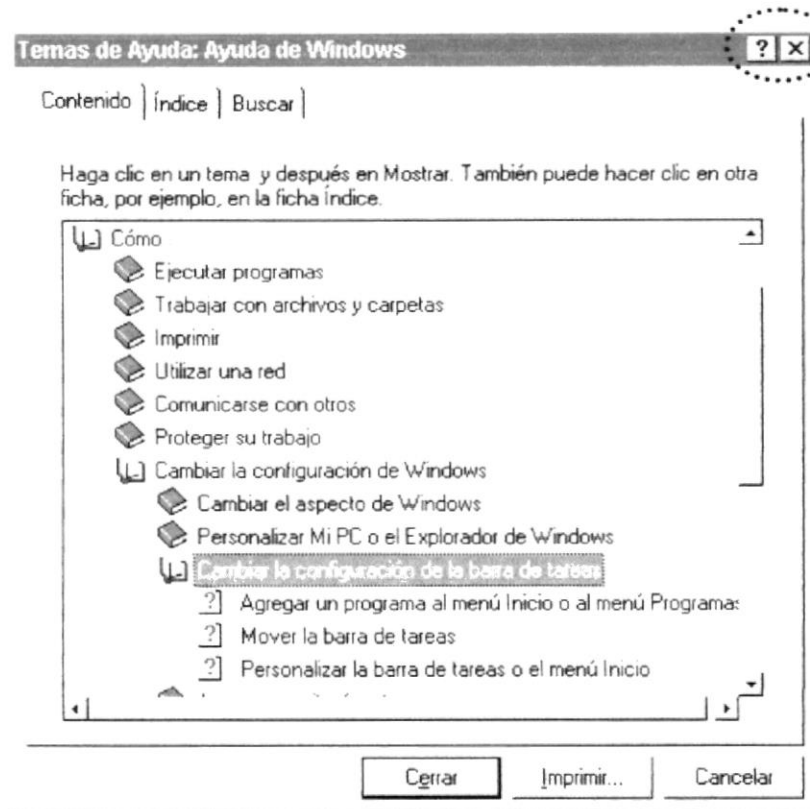 Temas de Ayuda: Ayuda de Windows
Contenido
Índice
Buscar
Haga clic en un tema y después en Mostrar. También puede hacer clic en otra
ficha, por ejemplo, en la ficha Índice.
Cómo
Ejecutar programas
Trabajar con archivos y carpetas
Imprimir
Utilizar una red
Comunicarse con otros
Proteger su trabajo
Cambiar la configuración de Windows
Cambiar el aspecto de Windows
Personalizar Mi PC o el Explorador de Windows
Cambiar la configuración de la barra de tareas
Agregar un programa al menú Inicio o al menú Programas
Mover la barra de tareas
Personalizar la barra de tareas o el menú Inicio
Cerrar
Imprimir...
Cancelar